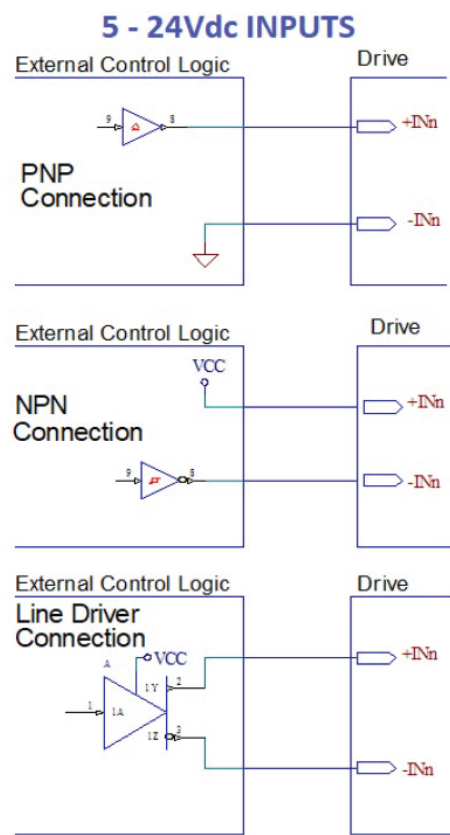 5 - 24Vdc INPUTS
External Control Logic
Drive
9
8
+INn
PNP
Connection
-INn
External Control Logic
Drive
VCC
+INn
NPN
Connection
9
8
-INn
External Control Logic
Drive
Line Driver
Connection
A
VCC
+INn
1Y
2
1
1A
1Z
3
-INn